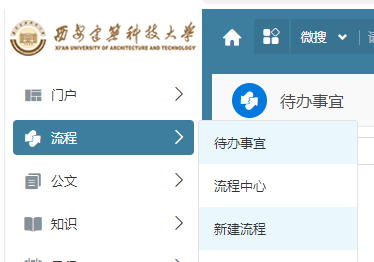 西安建筑科技大学
XI'AN UNIVERSITY OF ARCHITECTURE AND TECHNOLOGY
微搜
门户
待办事宜
流程
待办事宜
公文
流程中心
知识
新建流程